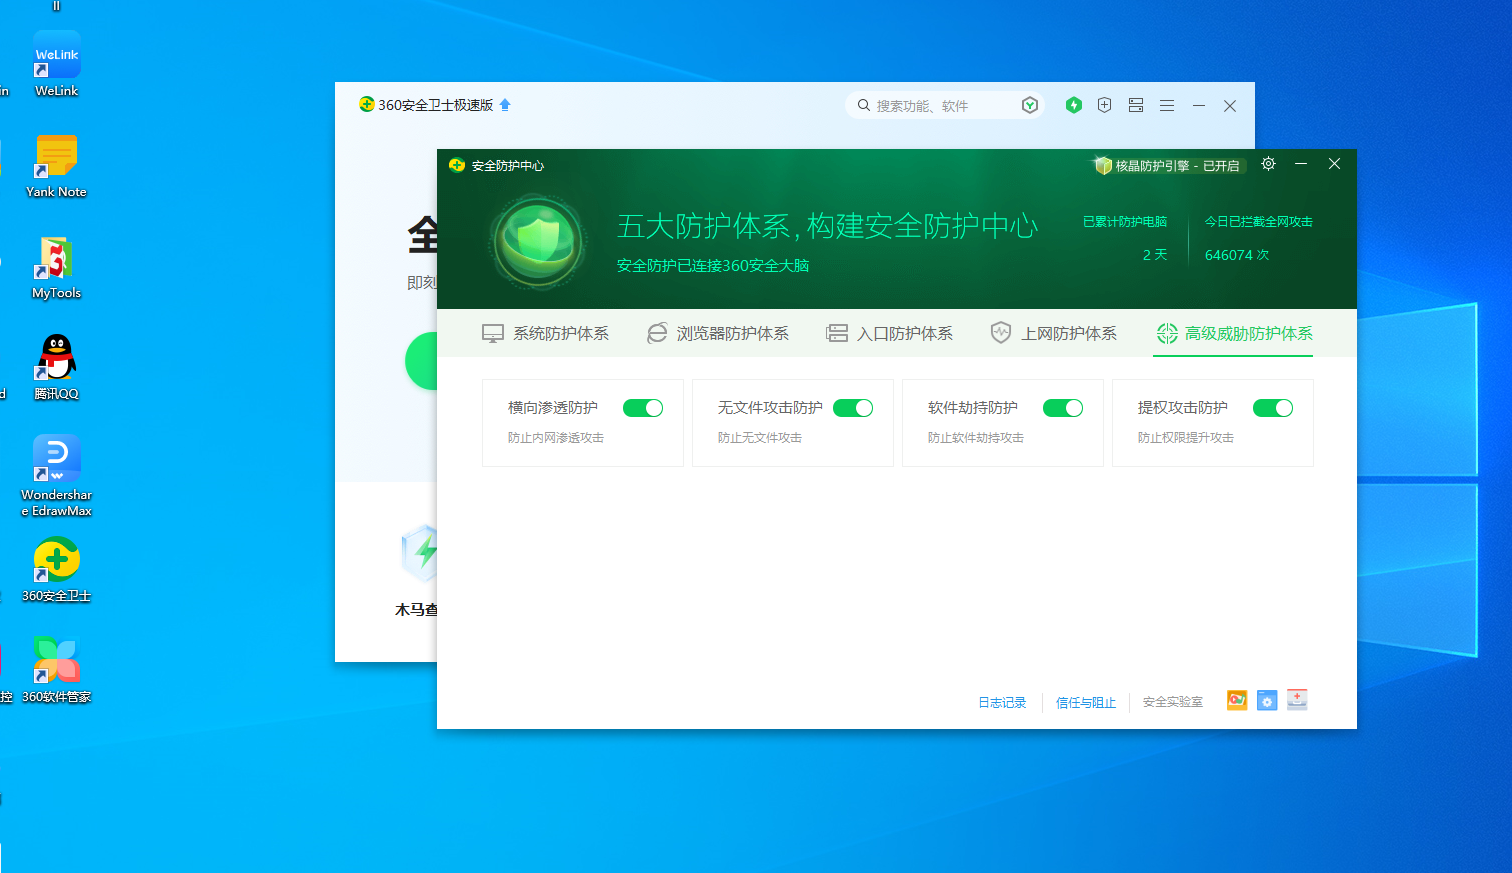 WeLink
WeLink
Yank Note
MyTools
腾讯QQ
Wondershar
e EdrawMax
360安全卫士
控
360软件管家
360安全卫士极速版
搜索功能、软件
全
即刻
木马查
安全防护中心
核晶防护引擎 - 已开启
五大防护体系,构建安全防护中心
安全防护已连接360安全大脑
已累计防护电脑
2 天
今日已拦截全网攻击
646074 次
系统防护体系
浏览器防护体系
入口防护体系
上网防护体系
高级威胁防护体系
横向渗透防护
防止内网渗透攻击
无文件攻击防护
防止无文件攻击
软件劫持防护
防止软件劫持攻击
提权攻击防护
防止权限提升攻击
日志记录
信任与阻止
安全实验室